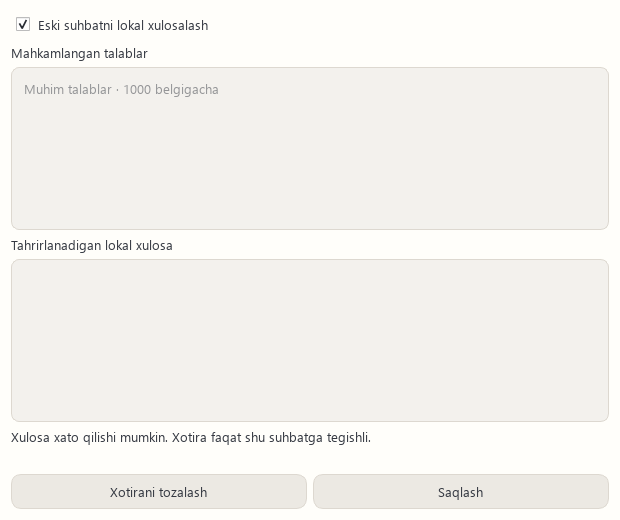 Eski suhbatni lokal xulosalash
Mahkamlangan talablar
Muhim talablar · 1000 belgigacha
Tahrirlanadigan lokal xulosa
Xulosa xato qilishi mumkin. Xotira faqat shu suhbatga tegishli.
Xotirani tozalash
Saqlash